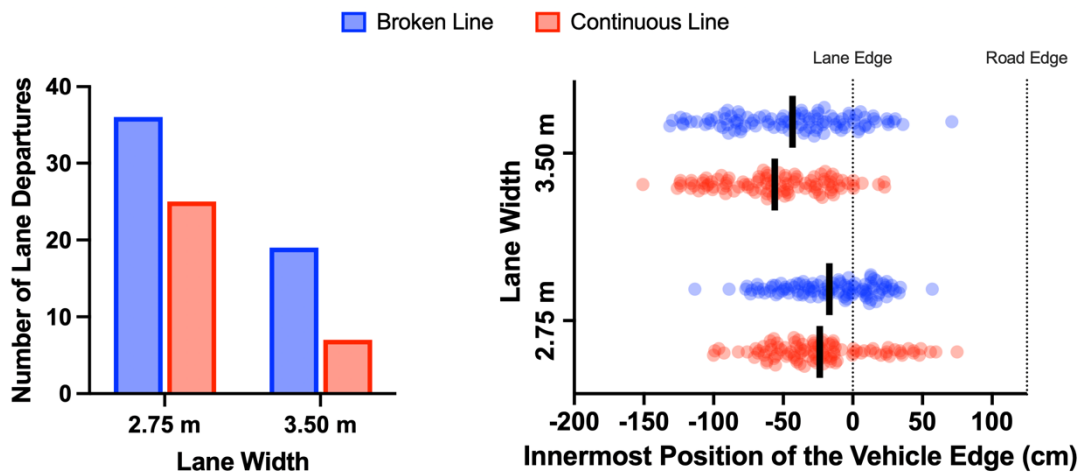 Broken Line
Continuous Line
Number of Lane Departures
40
30
20
10
0
2.75 m
3.50 m
Lane Width
Lane Edge
Road Edge
Lane Width
3.50 m
2.75 m
-200
-150
-100
-50
0
50
100
Innermost Position of the Vehicle Edge (cm)